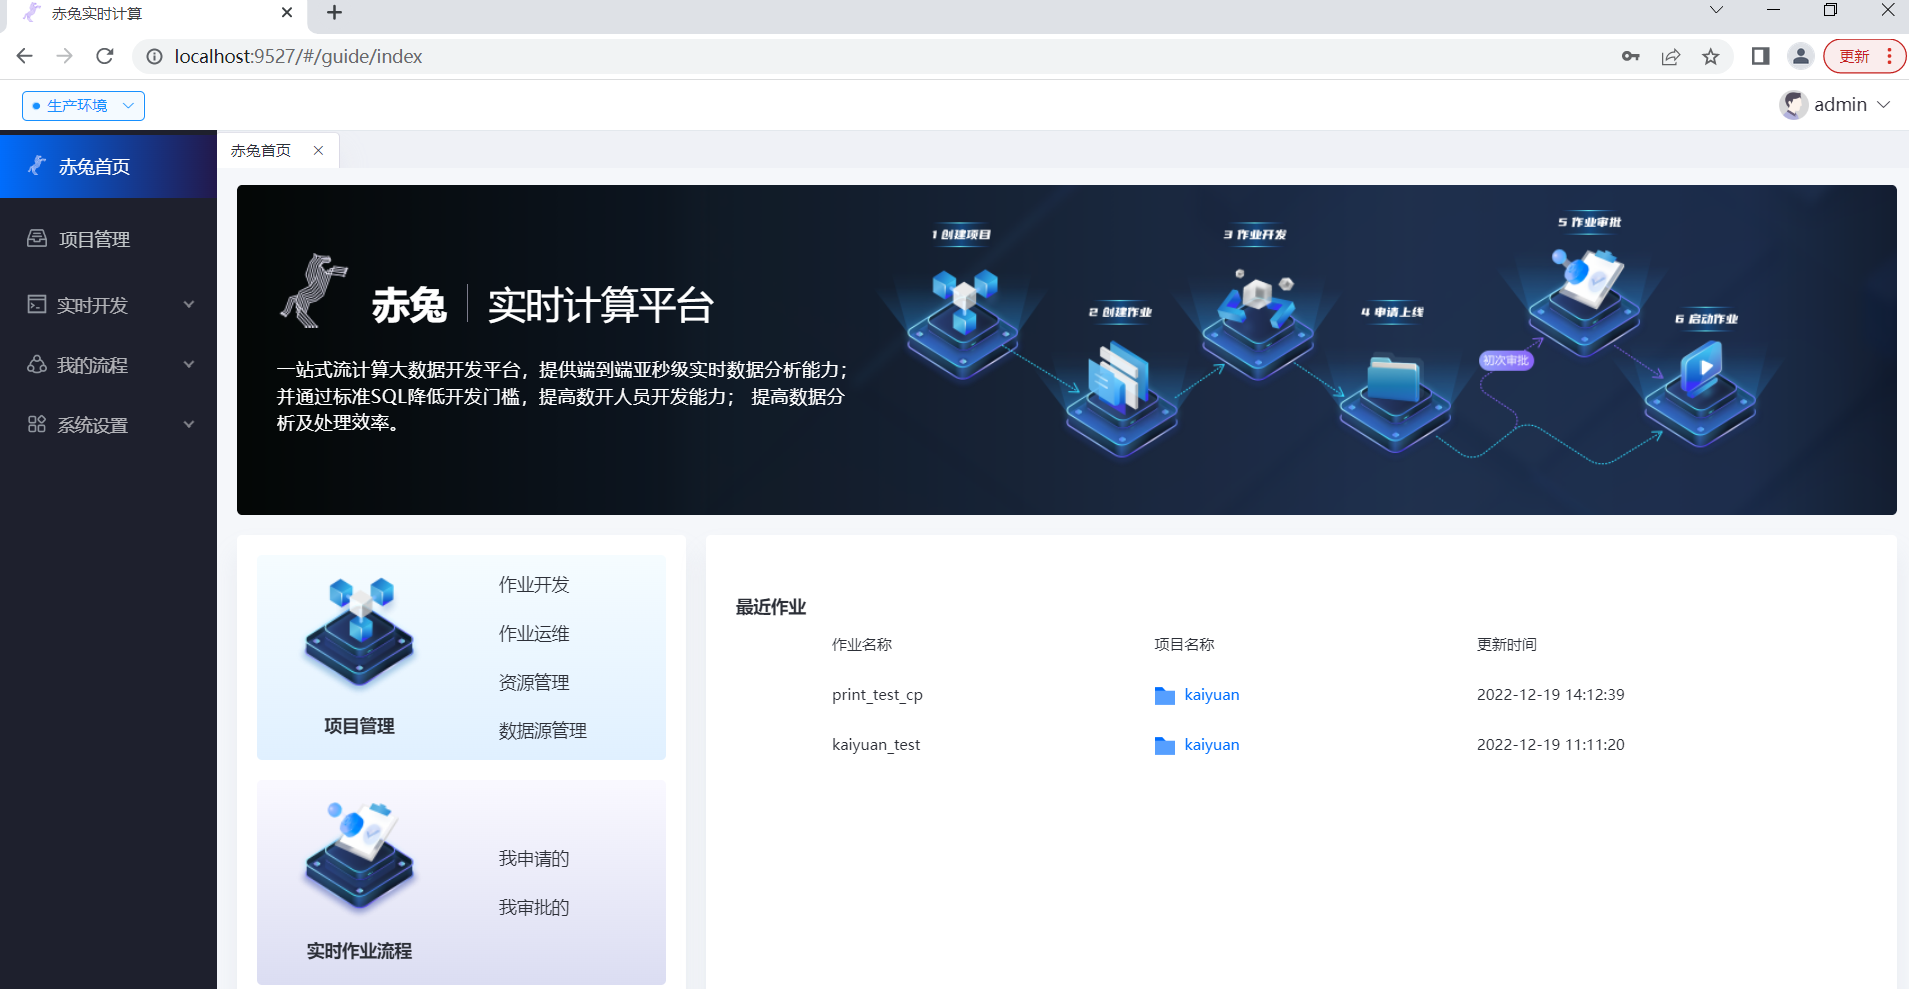 赤兔实时计算
localhost:9527/#/guide/index
更新
生产环境
admin
赤兔首页
项目管理
实时开发
我的流程
系统设置
赤兔首页
赤兔
实时计算平台
一站式流计算大数据开发平台，提供端到端亚秒级实时数据分析能力；
并通过标准SQL降低开发门槛，提高数开人员开发能力； 提高数据分
析及处理效率。
1 创建项目
2 创建作业
3 作业开发
4 申请上线
5 作业审批
初次审批
6 启动作业
项目管理
作业开发
作业运维
资源管理
数据源管理
实时作业流程
我申请的
我审批的
最近作业
作业名称 项目名称 更新时间
print_test_cp kaiyuan 2022-12-19 14:12:39
kaiyuan_test kaiyuan 2022-12-19 11:11:20